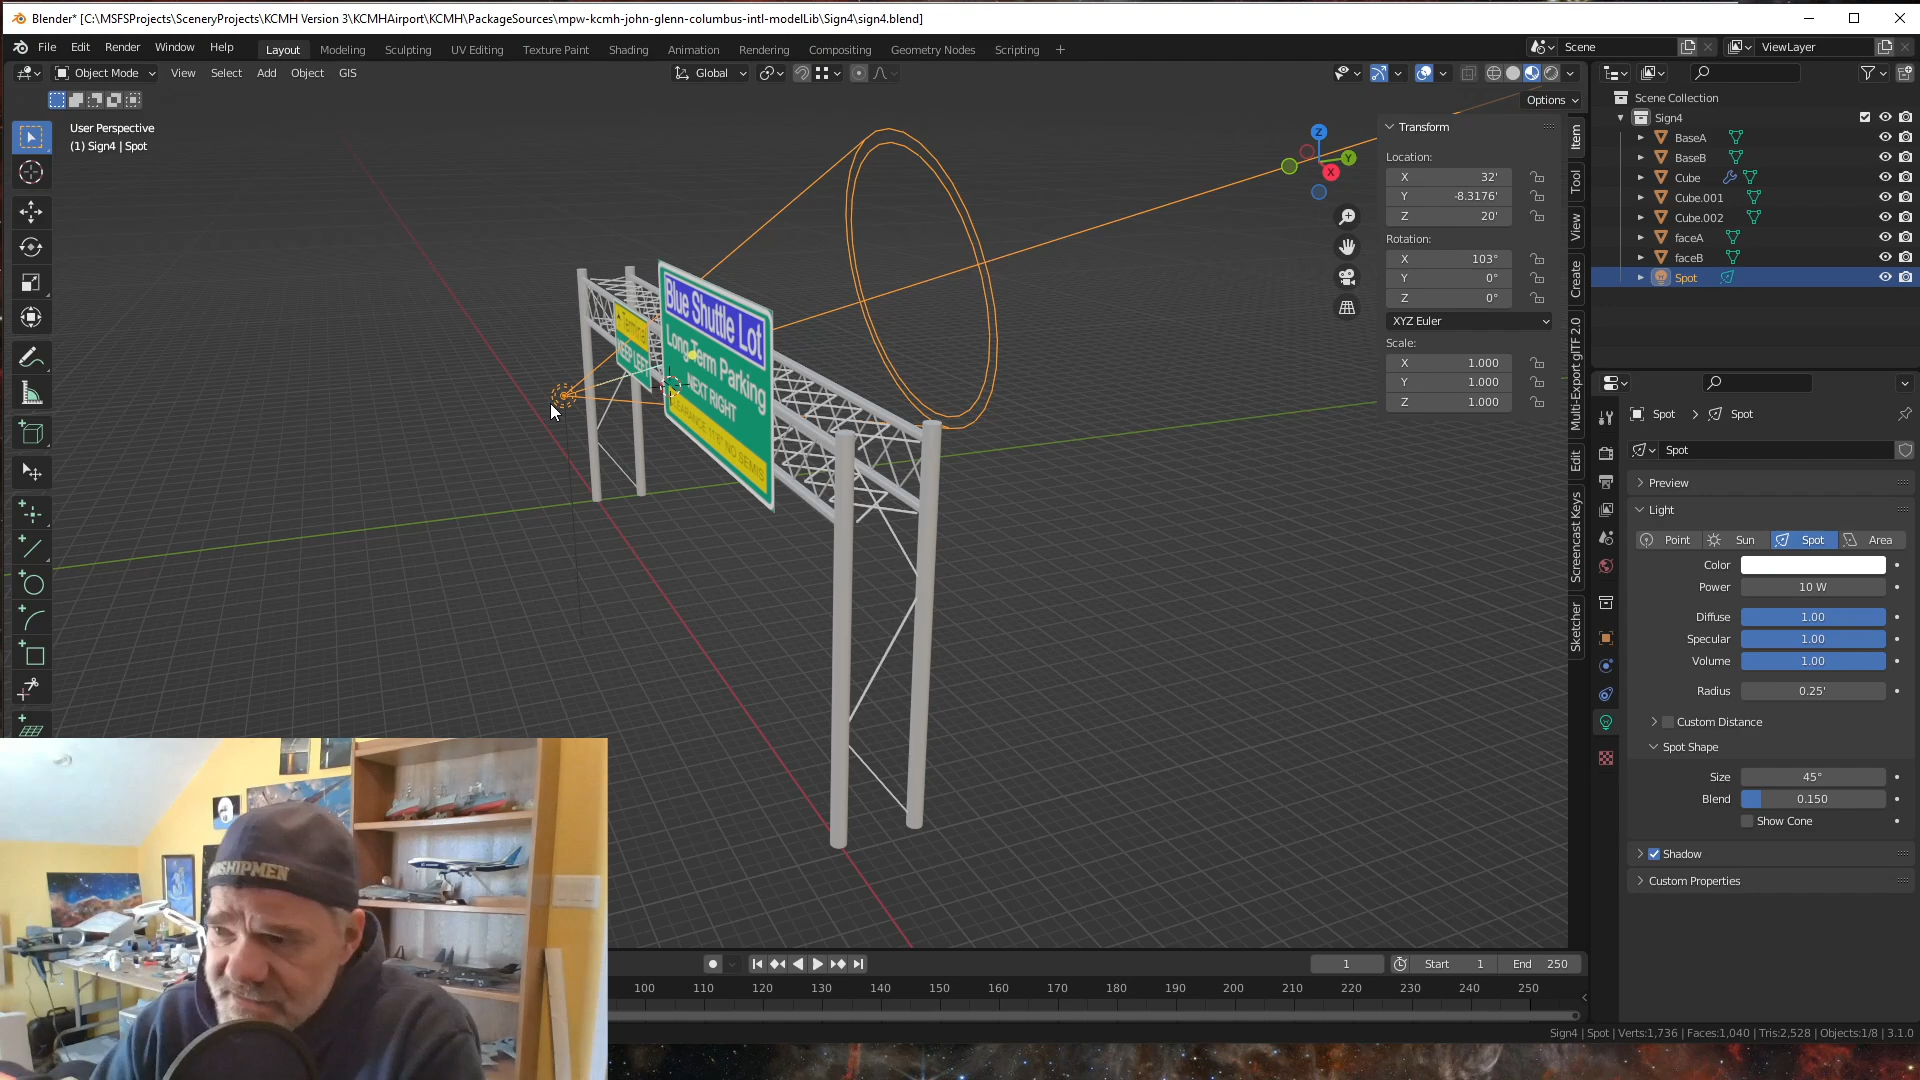 Blender* [C:\MSFSProjects\SceneryProjects\KCMH Version 3\KCMHAirport\KCMH\PackageSources\mpw-kcmh-john-glenn-columbus-intl-modelLib\Sign4\sign4.blend]
File Edit Render Window Help Layout Modeling Sculpting UV Editing Texture Paint Shading Animation Rendering Compositing Geometry Nodes Scripting + Scene ViewLayer
Object Mode View Select Add Object GIS Global
Options
User Perspective
(1) Sign4 | Spot
Z
Y
X
Blue Shuttle Lot
Long Term Parking
NEXT RIGHT
CLEARANCE 11'6" NO SEMIS
Terminal
KEEP LEFT
Transform
Location:
X 32'
Y -8.3176'
Z 20'
Rotation:
X 103°
Y 0°
Z 0°
XYZ Euler
Scale:
X 1.000
Y 1.000
Z 1.000
Item
Tool
View
Create
Multi-Export glTF 2.0
Edit
Screencast Keys
Sketcher
Scene Collection
Sign4
BaseA
BaseB
Cube
Cube.001
Cube.002
faceA
faceB
Spot
Spot > Spot
Spot
Preview
Light
Point Sun Spot Area
Color
Power 10 W
Diffuse 1.00
Specular 1.00
Volume 1.00
Radius 0.25'
Custom Distance
Spot Shape
Size 45°
Blend 0.150
Show Cone
Shadow
Custom Properties
1 Start 1 End 250
100 110 120 130 140 150 160 170 180 190 200 210 220 230 240 250
Sign4 | Spot | Verts:1,736 | Faces:1,040 | Tris:2,528 | Objects:1/8 | 3.1.0